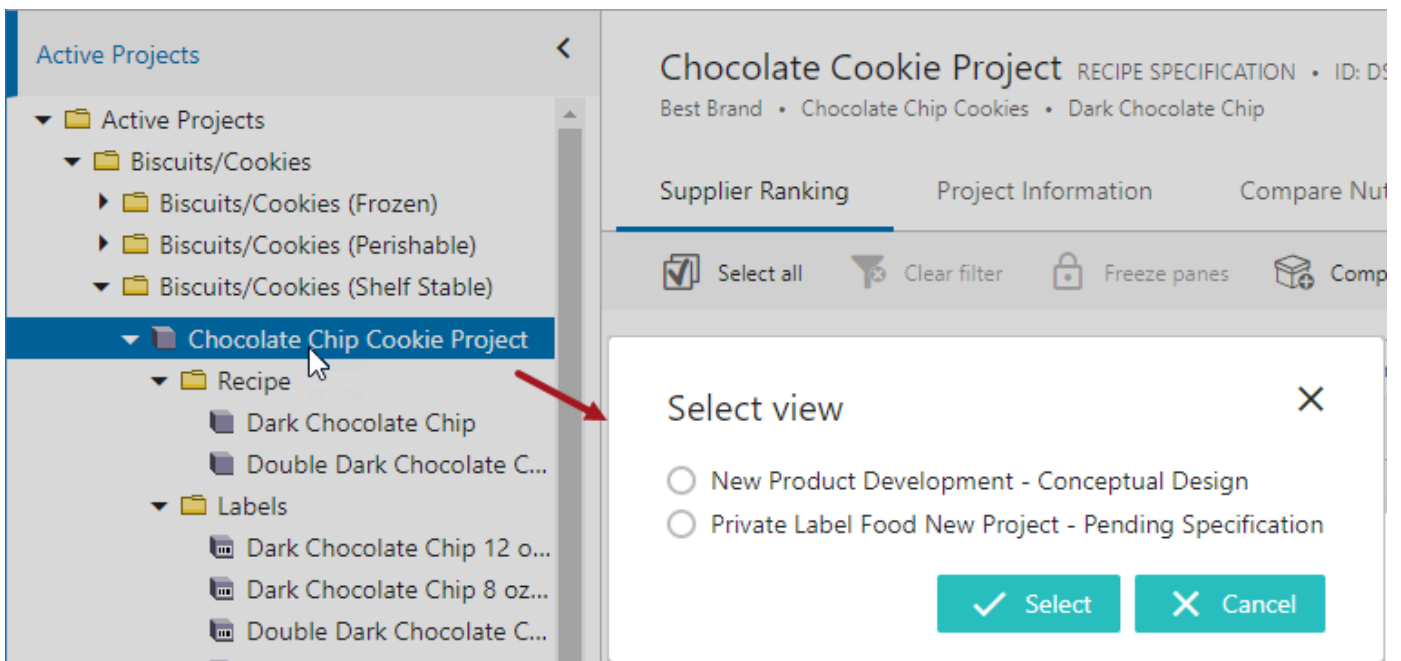 Active Projects
Active Projects
Biscuits/Cookies
Biscuits/Cookies (Frozen)
Biscuits/Cookies (Perishable)
Biscuits/Cookies (Shelf Stable)
Chocolate Chip Cookie Project
Recipe
Dark Chocolate Chip
Double Dark Chocolate C...
Labels
Dark Chocolate Chip 12 o...
Dark Chocolate Chip 8 oz...
Double Dark Chocolate C...
Chocolate Cookie Project RECIPE SPECIFICATION • ID: DS
Best Brand • Chocolate Chip Cookies • Dark Chocolate Chip
Supplier Ranking Project Information Compare Nut
Select all Clear filter Freeze panes Comp
Select view
New Product Development - Conceptual Design
Private Label Food New Project - Pending Specification
Select Cancel